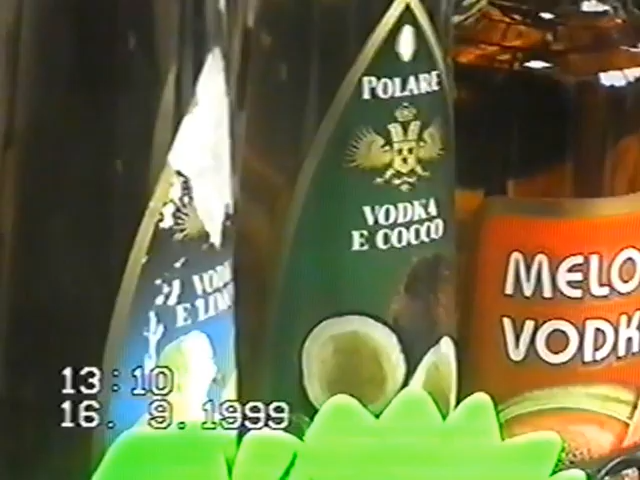 POLARE
VODKA
E COCCO
MELO
VODK
13:10
16. 9.1999